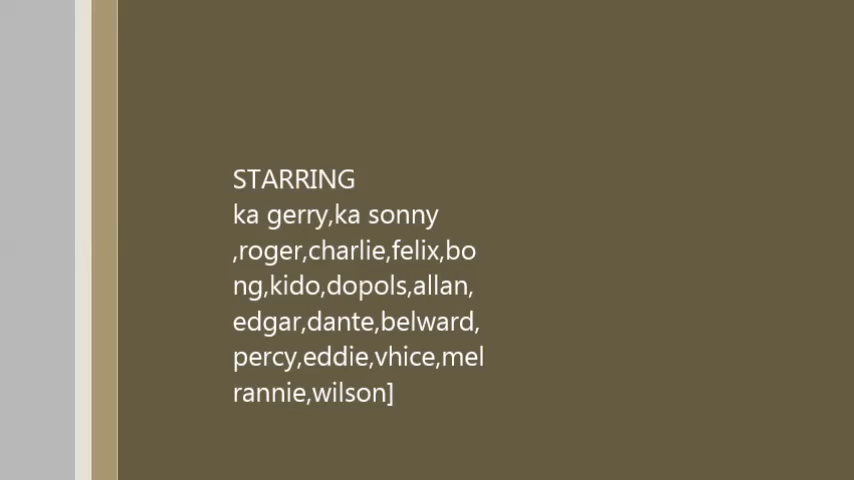 STARRING
ka gerry,ka sonny
,roger,charlie,felix,bo
ng,kido,dopols,allan,
edgar,dante,belward,
percy,eddie,vhice,mel
rannie,wilson]